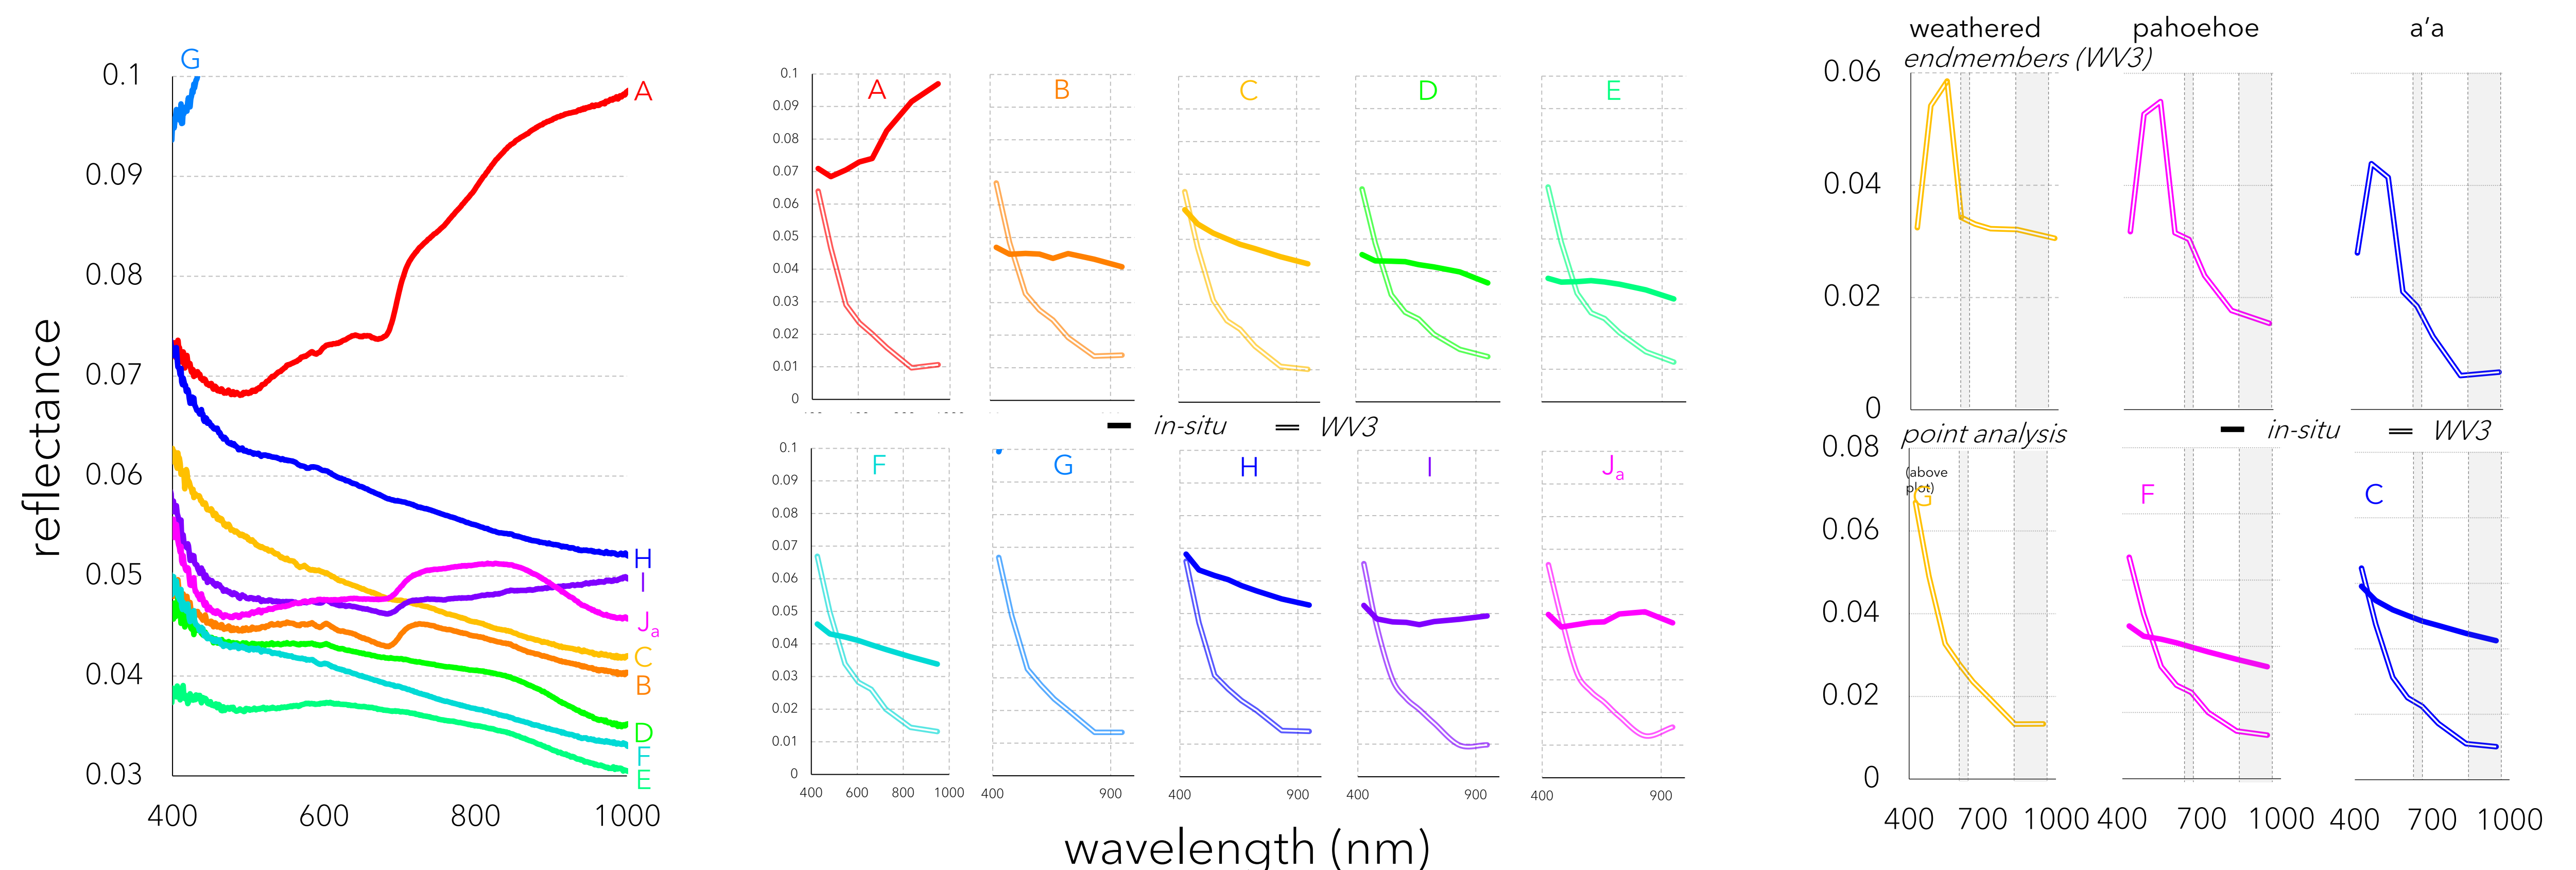 reflectance
0.1
0.09
0.08
0.07
0.06
0.05
0.04
0.03
400 600 800 1000
G
A
H
I
Ja
C
B
D
F
E
0.1
0.09
0.08
0.07
0.06
0.05
0.04
0.03
0.02
0.01
0
A B C D E
in-situ WV3
0.1
0.09
0.08
0.07
0.06
0.05
0.04
0.03
0.02
0.01
0
F G H I Ja
400 600 800 1000 400 900 400 900 400 900 400 900
wavelength (nm)
weathered pahoehoe a'a
endmembers (WV3)
0.06
0.04
0.02
0
point analysis in-situ WV3
0.08
0.06
0.04
0.02
0
(above
plot)
G F C
400 700 1000 400 700 1000 400 700 1000